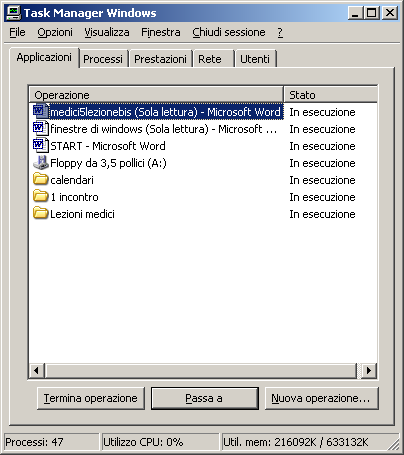 Task Manager Windows
File Opzioni Visualizza Finestra Chiudi sessione ?
Applicazioni Processi Prestazioni Rete Utenti
Operazione Stato
medici5lezionebis (Sola lettura) - Microsoft Word In esecuzione
finestre di windows (Sola lettura) - Microsoft ... In esecuzione
START - Microsoft Word In esecuzione
Floppy da 3,5 pollici (A:) In esecuzione
calendari In esecuzione
1 incontro In esecuzione
Lezioni medici In esecuzione
Termina operazione Passa a Nuova operazione...
Processi: 47 Utilizzo CPU: 0% Util. mem: 216092K / 633132K